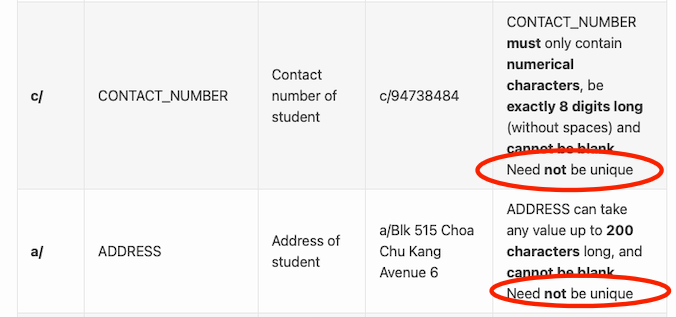 CONTACT_NUMBER
must only contain
numerical
characters, be
exactly 8 digits long
(without spaces) and
cannot be blank
Need not be unique
c/
CONTACT_NUMBER
Contact
number of
student
c/94738484
ADDRESS can take
any value up to 200
characters long, and
cannot be blank
Need not be unique
a/
ADDRESS
Address of
student
a/Blk 515 Choa
Chu Kang
Avenue 6